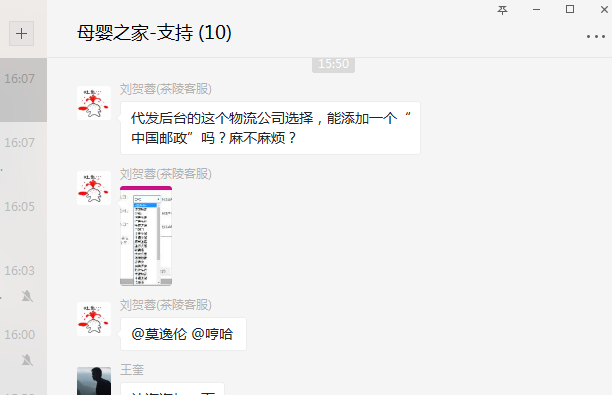 母婴之家-支持 (10)
15:50
16:07
16:07
16:05
16:03
16:00
刘贺蓉(茶陵客服)
代发后台的这个物流公司选择，能添加一个“
中国邮政”吗？麻不麻烦？
刘贺蓉(茶陵客服)
刘贺蓉(茶陵客服)
@莫逸伦 @哼哈
王奎